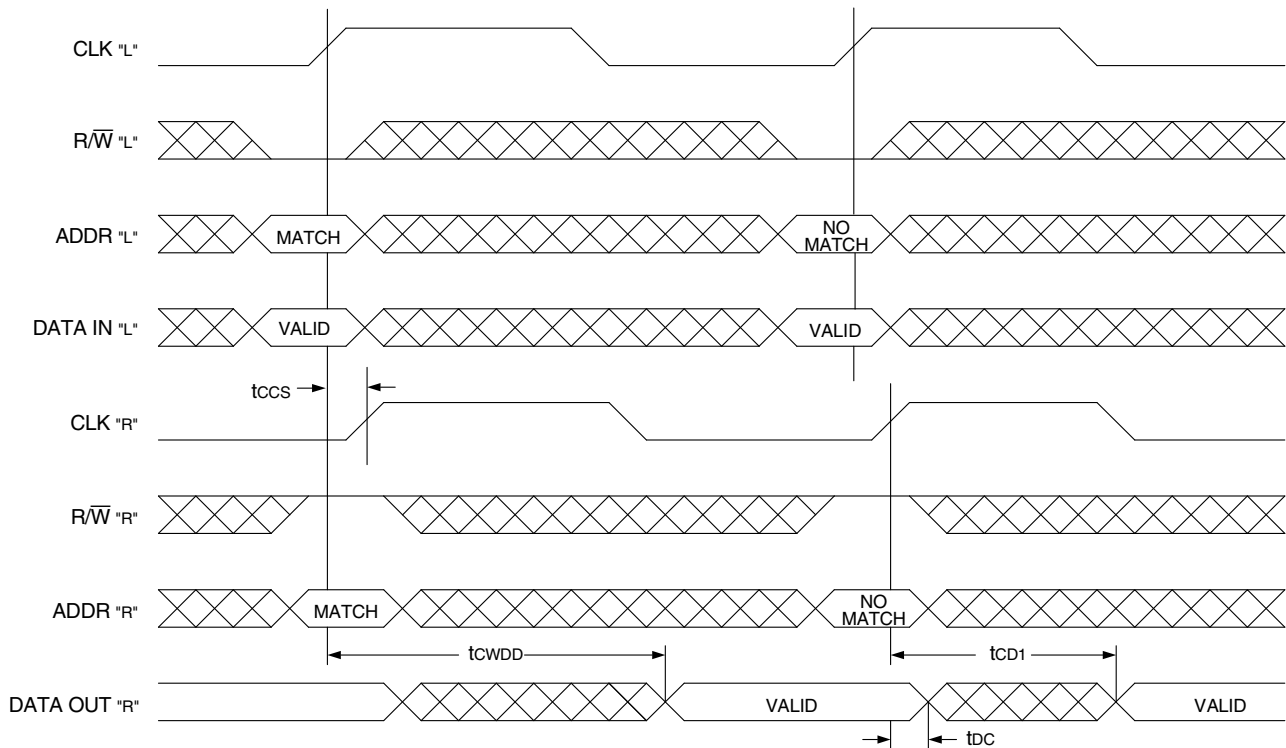 CLK "L"
R/W̅ "L"
ADDR "L"
MATCH
NO
MATCH
DATA IN "L"
VALID
VALID
tCCS
CLK "R"
R/W̅ "R"
ADDR "R"
MATCH
NO
MATCH
tCWDD
tCD1
DATA OUT "R"
VALID
VALID
tDC